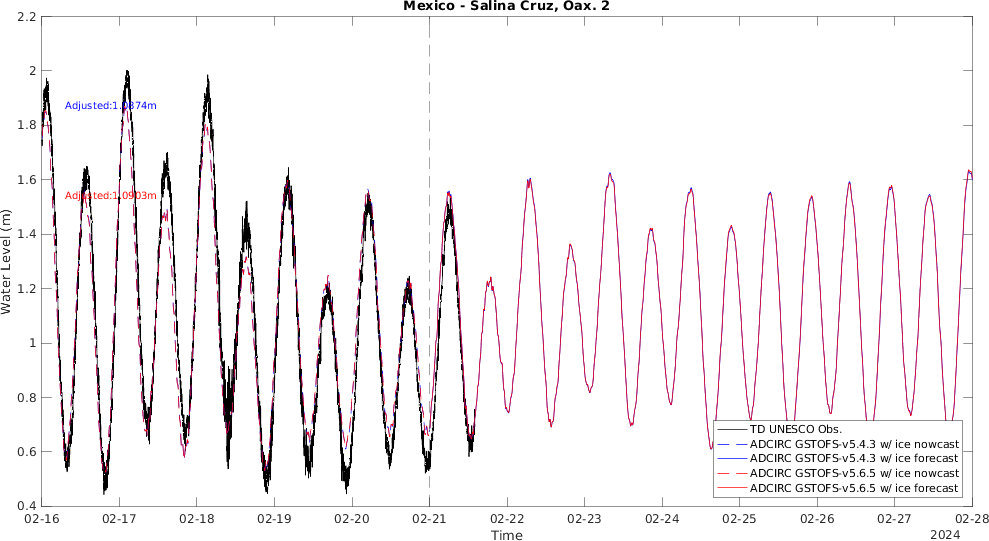 Mexico - Salina Cruz, Oax. 2
2.2
2
1.8
1.6
1.4
1.2
1
0.8
0.6
0.4
Water Level (m)
Adjusted:1.0874m
Adjusted:1.0903m
TD UNESCO Obs.
ADCIRC GSTOFS-v5.4.3 w/ ice nowcast
ADCIRC GSTOFS-v5.4.3 w/ ice forecast
ADCIRC GSTOFS-v5.6.5 w/ ice nowcast
ADCIRC GSTOFS-v5.6.5 w/ ice forecast
02-16 02-17 02-18 02-19 02-20 02-21 02-22 02-23 02-24 02-25 02-26 02-27 02-28
Time
2024